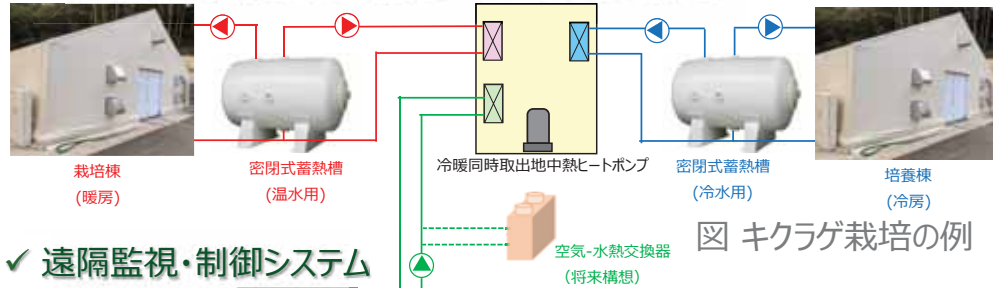 栽培棟
(暖房)
密閉式蓄熱槽
(温水用)
冷暖同時取出地中熱ヒートポンプ
密閉式蓄熱槽
(冷水用)
培養棟
(冷房)
空気-水熱交換器
(将来構想)
図 キクラゲ栽培の例
✓ 遠隔監視・制御システム